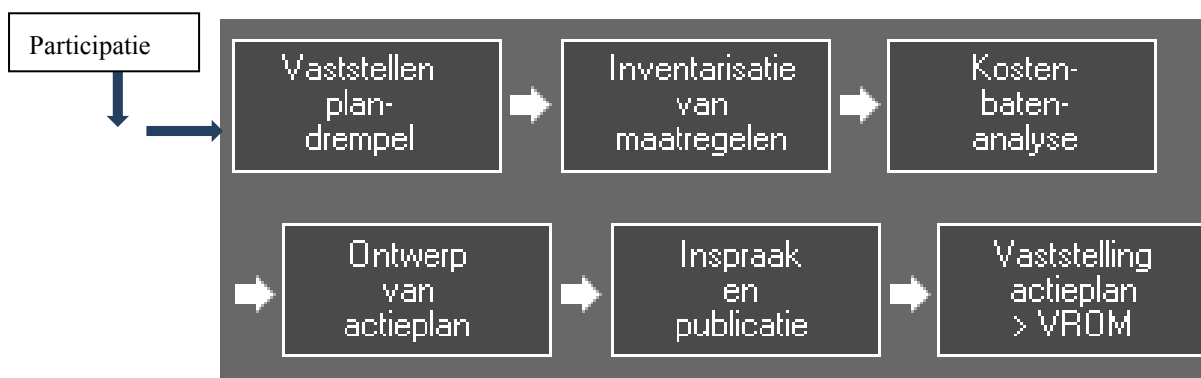 Participatie
Vaststellen
plan-
drempel
Inventarisatie
van
maatregelen
Kosten-
baten-
analyse
Ontwerp
van
actieplan
Inspraak
en
publicatie
Vaststelling
actieplan
> VROM